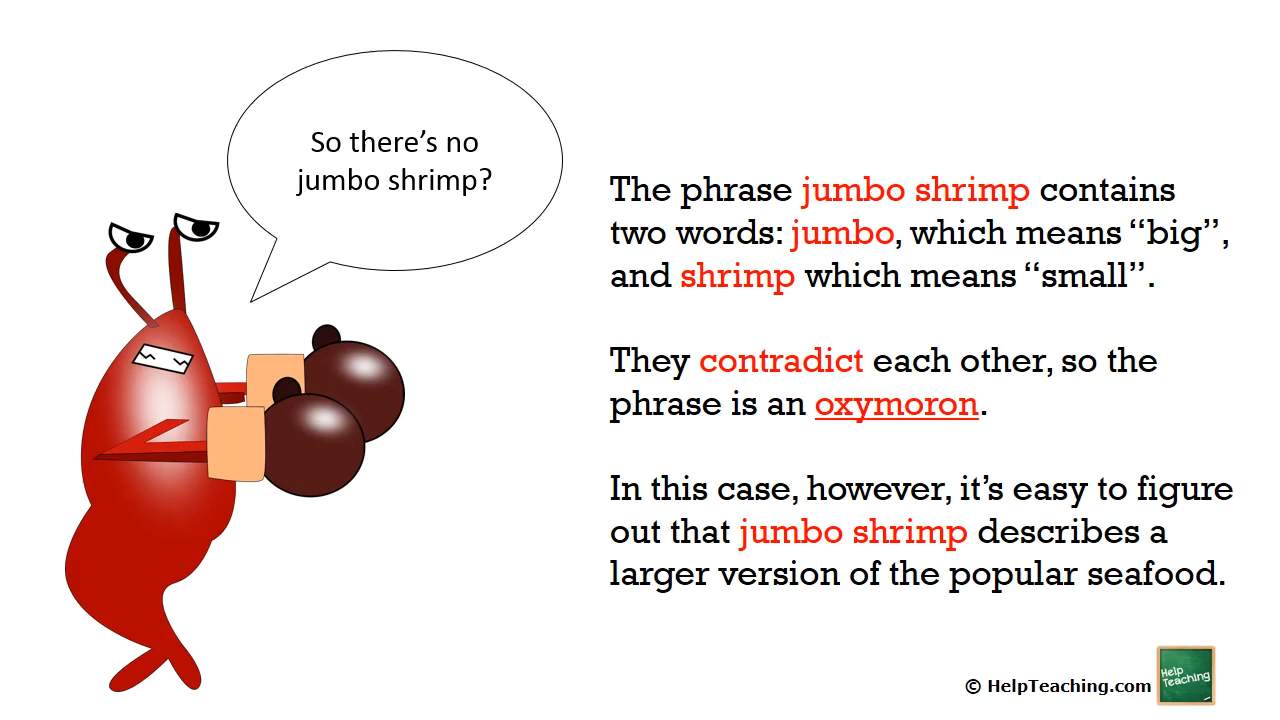 So there’s no
jumbo shrimp?
The phrase jumbo shrimp contains
two words: jumbo, which means “big”,
and shrimp which means “small”.
They contradict each other, so the
phrase is an oxymoron.
In this case, however, it’s easy to figure
out that jumbo shrimp describes a
larger version of the popular seafood.
© HelpTeaching.com
Help
Teaching